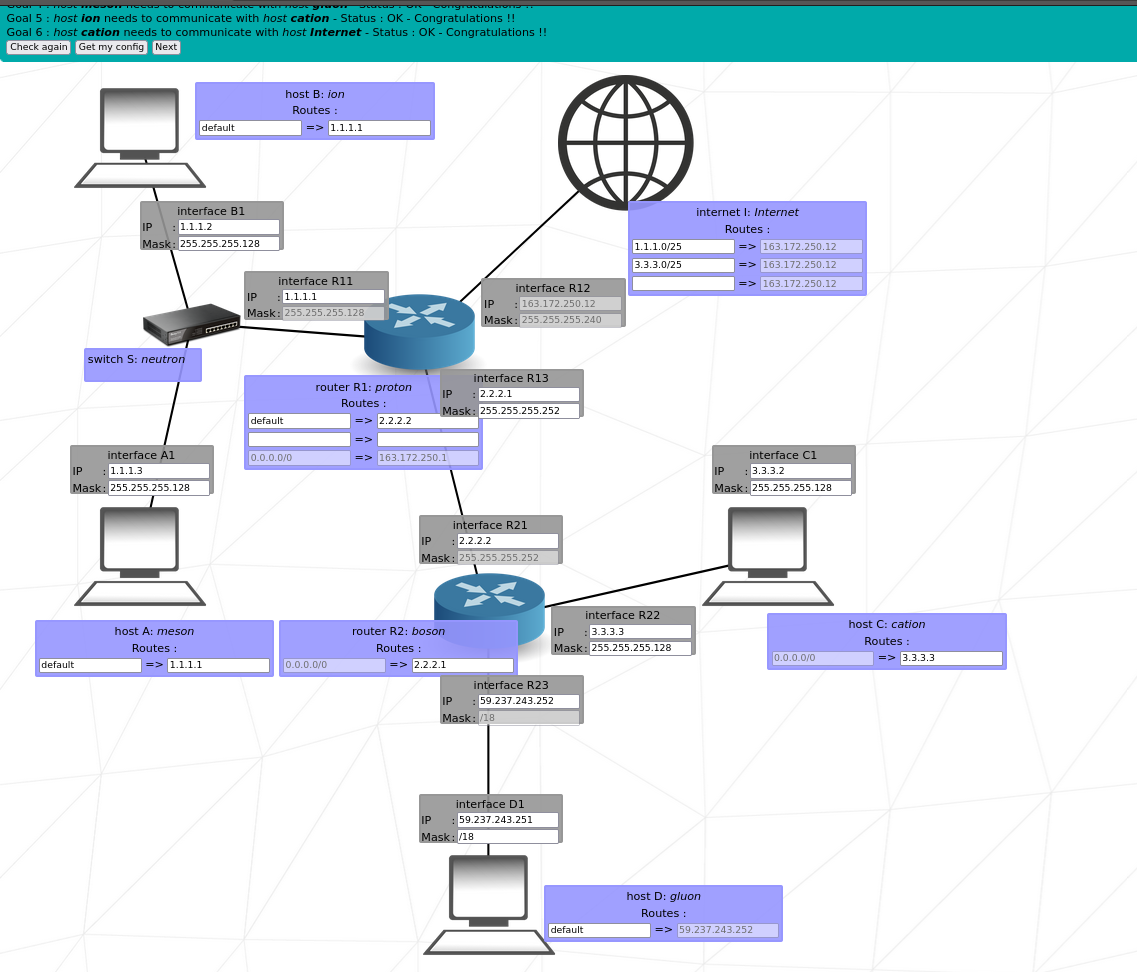 Goal 4 : host meson needs to communicate with host gluon - Status : OK - Congratulations !!
Goal 5 : host ion needs to communicate with host cation - Status : OK - Congratulations !!
Goal 6 : host cation needs to communicate with host Internet - Status : OK - Congratulations !!
Check again Get my config Next
host B: ion
Routes :
default => 1.1.1.1
interface B1
IP : 1.1.1.2
Mask : 255.255.255.128
internet I: Internet
Routes :
1.1.1.0/25 => 163.172.250.12
3.3.3.0/25 => 163.172.250.12
=> 163.172.250.12
interface R11
IP : 1.1.1.1
Mask : 255.255.255.128
interface R12
IP : 163.172.250.12
Mask : 255.255.255.240
switch S: neutron
router R1: proton
Routes :
default => 2.2.2.2
=>
0.0.0.0/0 => 163.172.250.1
interface R13
IP : 2.2.2.1
Mask : 255.255.255.252
interface A1
IP : 1.1.1.3
Mask : 255.255.255.128
interface C1
IP : 3.3.3.2
Mask : 255.255.255.128
interface R21
IP : 2.2.2.2
Mask : 255.255.255.252
host A: meson
Routes :
default => 1.1.1.1
router R2: boson
Routes :
0.0.0.0/0 => 2.2.2.1
interface R22
IP : 3.3.3.3
Mask : 255.255.255.128
host C: cation
Routes :
0.0.0.0/0 => 3.3.3.3
interface R23
IP : 59.237.243.252
Mask : /18
interface D1
IP : 59.237.243.251
Mask : /18
host D: gluon
Routes :
default => 59.237.243.252